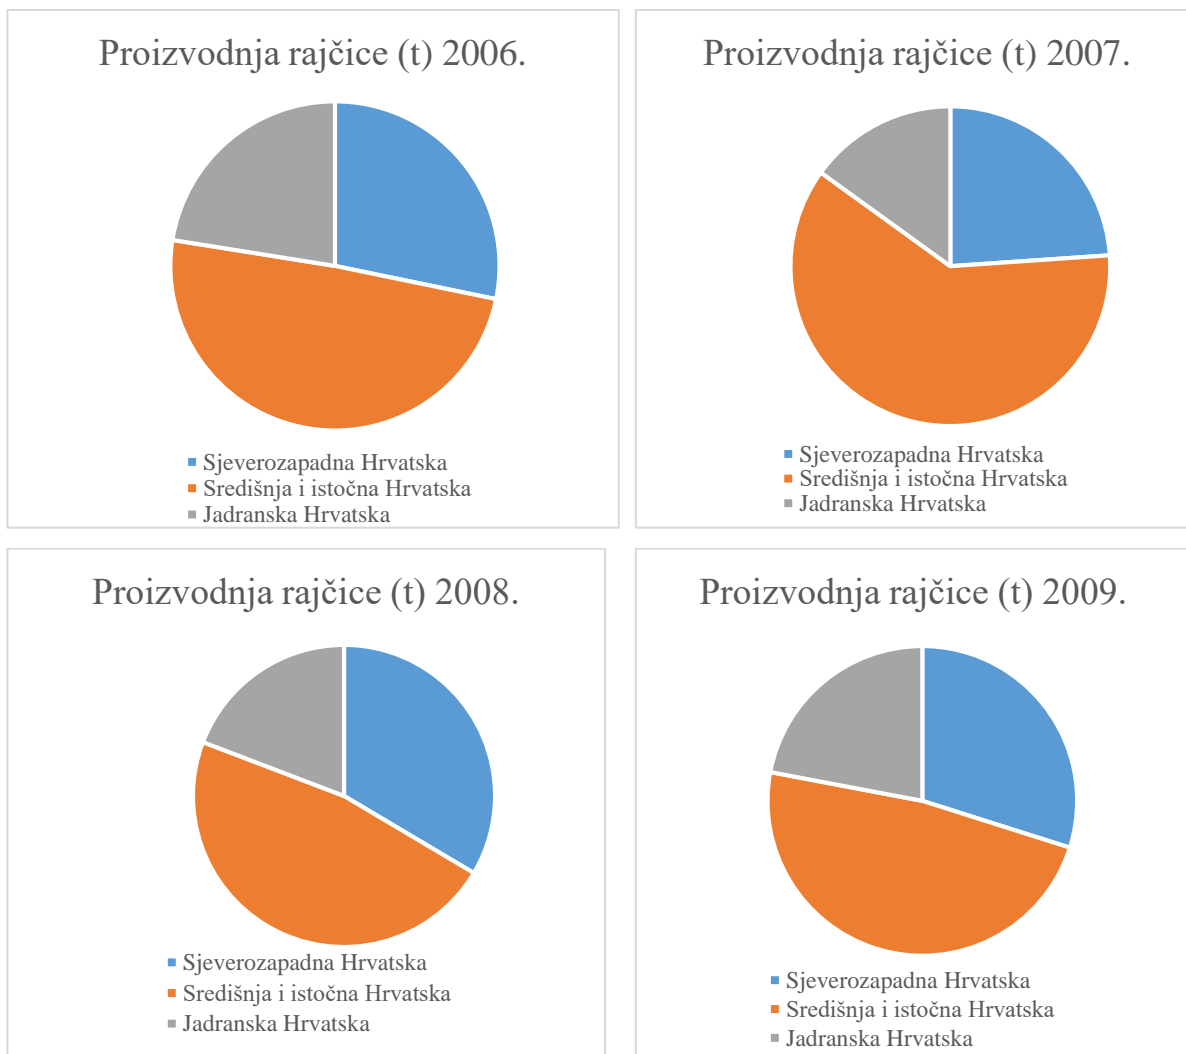 Proizvodnja rajčice (t) 2006.
Sjeverozapadna Hrvatska
Središnja i istočna Hrvatska
Jadranska Hrvatska
Proizvodnja rajčice (t) 2007.
Sjeverozapadna Hrvatska
Središnja i istočna Hrvatska
Jadranska Hrvatska
Proizvodnja rajčice (t) 2008.
Sjeverozapadna Hrvatska
Središnja i istočna Hrvatska
Jadranska Hrvatska
Proizvodnja rajčice (t) 2009.
Sjeverozapadna Hrvatska
Središnja i istočna Hrvatska
Jadranska Hrvatska